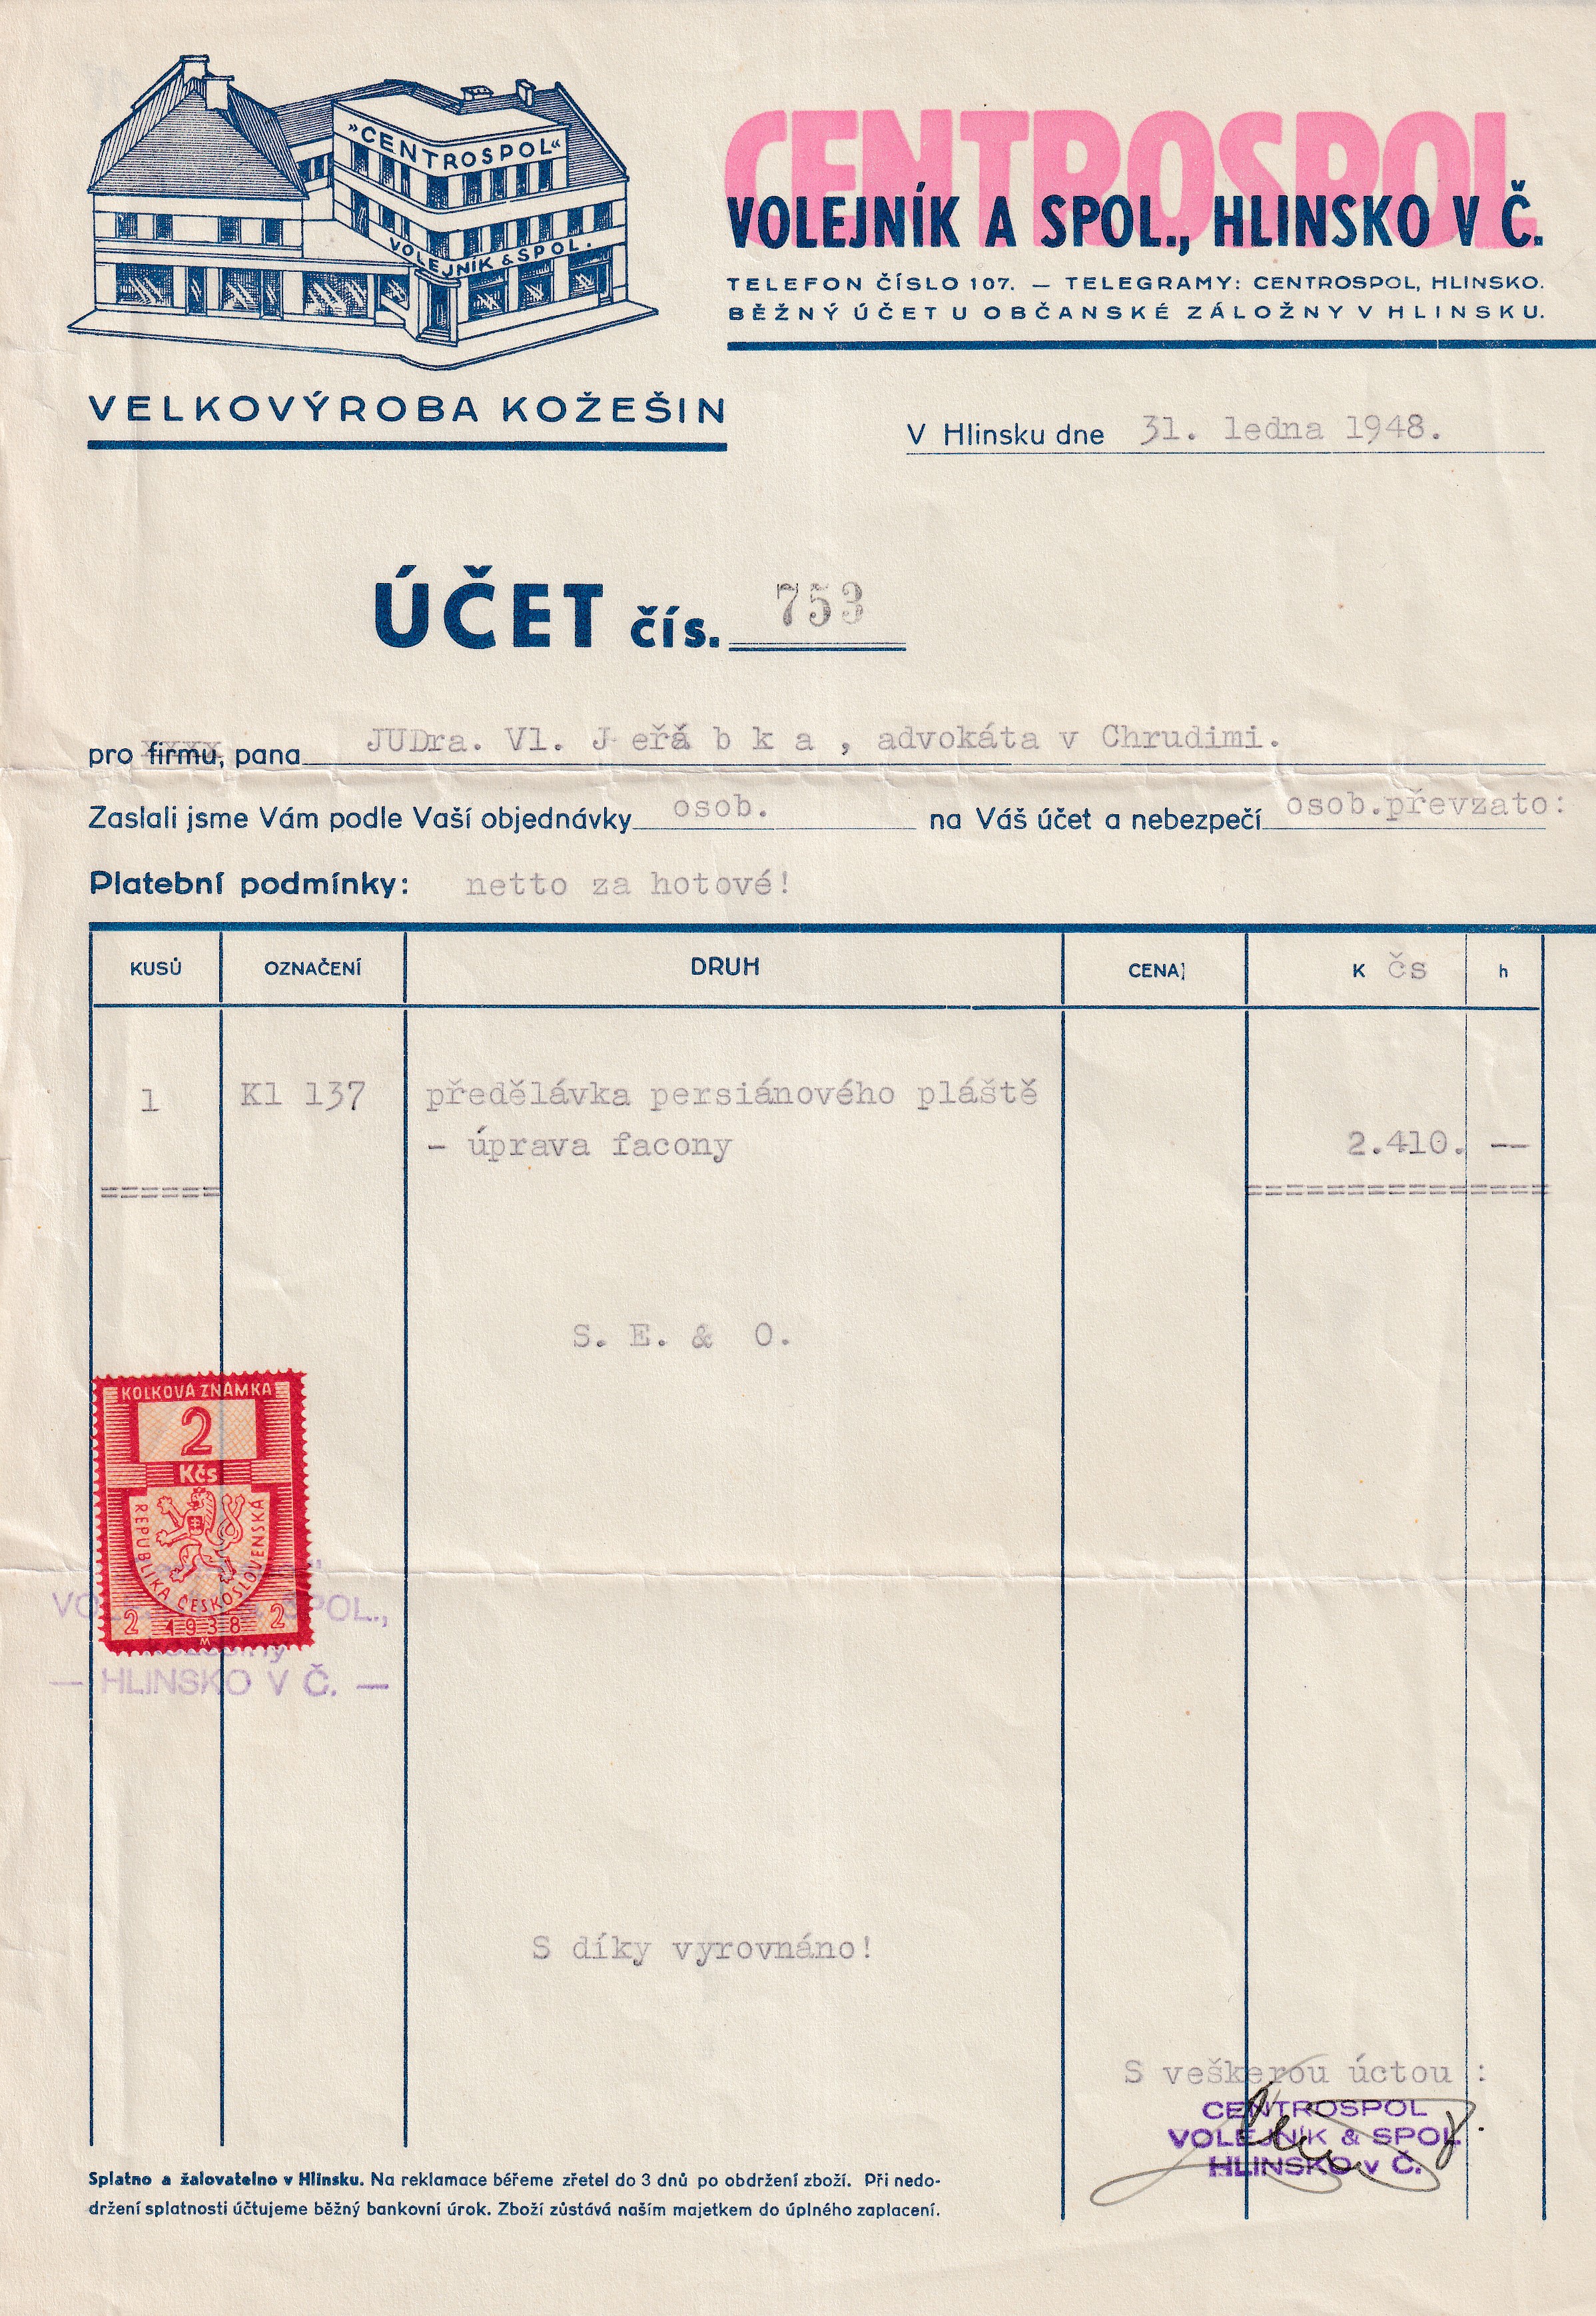 »CENTROSPOL«
VOLEJNÍK & SPOL.
CENTROSPOL
VOLEJNÍK A SPOL., HLINSKO V Č.
TELEFON ČÍSLO 107. — TELEGRAMY: CENTROSPOL, HLINSKO.
BĚŽNÝ ÚČET U OBČANSKÉ ZÁLOŽNY V HLINSKU.
VELKOVÝROBA KOŽEŠIN
V Hlinsku dne 31. ledna 1948.
ÚČET čís. 753
pro firmu, pana JUDra. Vl. J eřá b k a , advokáta v Chrudimi.
Zaslali jsme Vám podle Vaší objednávky osob. na Váš účet a nebezpečí osob.převzato:
Platební podmínky: netto za hotové!
KUSŮ OZNAČENÍ DRUH CENA K čs h
1 Kl 137 předělávka persiánového pláště
- úprava facony 2.410. --
S. E. & O.
KOLKOVÁ ZNÁMKA
2
Kčs
REPUBLIKA ČESKOSLOVENSKÁ
2 1938 2
M
SPOL.,
— HLINSKO V Č. —
S díky vyrovnáno!
S veškerou úctou :
CENTROSPOL
VOLEJNÍK & SPOL.
HLINSKO v Č.
Splatno a žalovatelno v Hlinsku. Na reklamace béřeme zřetel do 3 dnů po obdržení zboží. Při nedo-
držení splatnosti účtujeme běžný bankovní úrok. Zboží zůstává naším majetkem do úplného zaplacení.